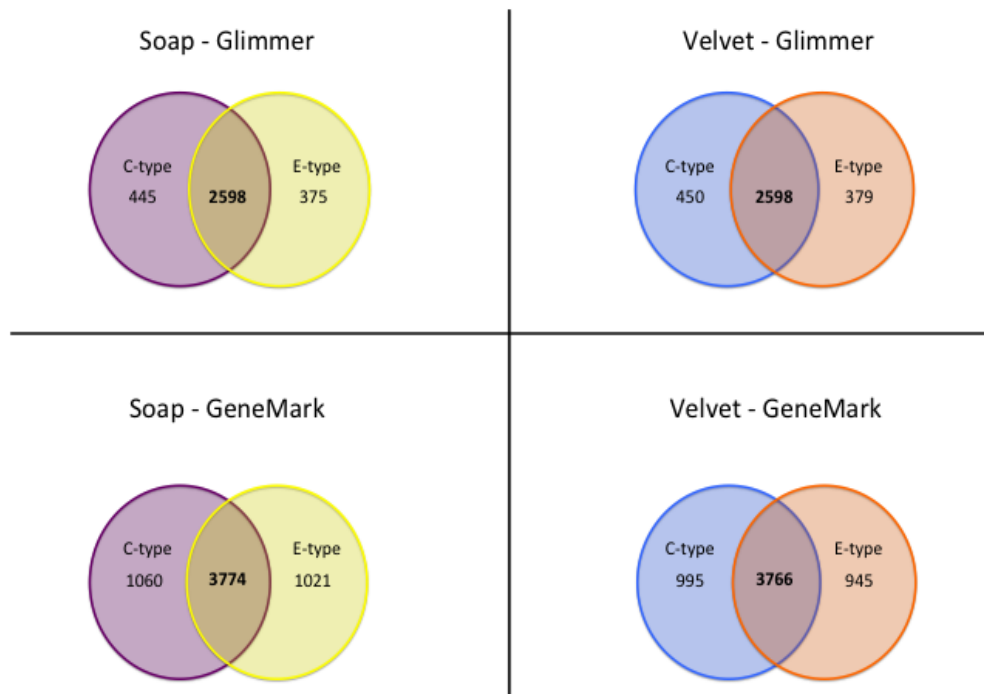 Soap - Glimmer
C-type
445
2598
E-type
375
Velvet - Glimmer
C-type
450
2598
E-type
379
Soap - GeneMark
C-type
1060
3774
E-type
1021
Velvet - GeneMark
C-type
995
3766
E-type
945